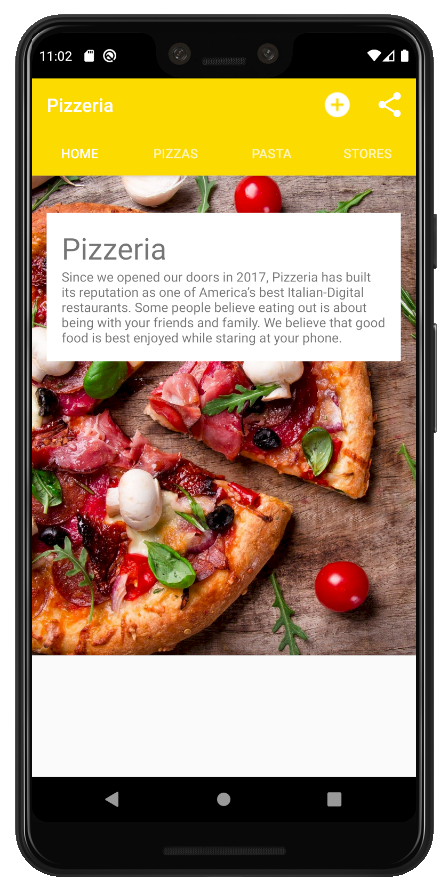 11:02
Pizzeria
HOME PIZZAS PASTA STORES
Pizzeria
Since we opened our doors in 2017, Pizzeria has built
its reputation as one of America's best Italian-Digital
restaurants. Some people believe eating out is about
being with your friends and family. We believe that good
food is best enjoyed while staring at your phone.